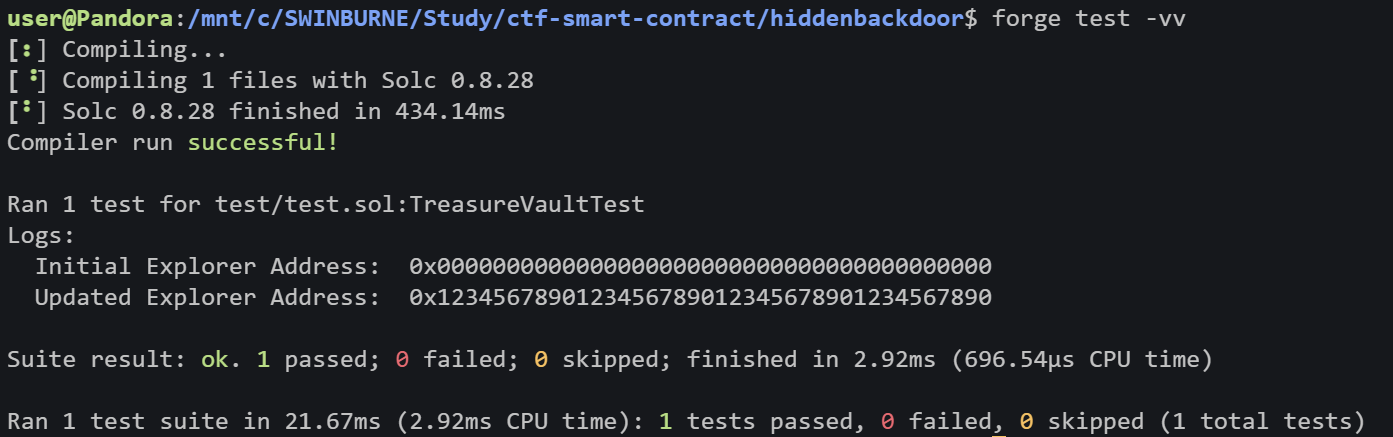 user@Pandora:/mnt/c/SWINBURNE/Study/ctf-smart-contract/hiddenbackdoor$ forge test -vv
[⠰] Compiling...
[⠘] Compiling 1 files with Solc 0.8.28
[⠃] Solc 0.8.28 finished in 434.14ms
Compiler run successful!
Ran 1 test for test/test.sol:TreasureVaultTest
Logs:
Initial Explorer Address:  0x0000000000000000000000000000000000000000
Updated Explorer Address:  0x1234567890123456789012345678901234567890
Suite result: ok. 1 passed; 0 failed; 0 skipped; finished in 2.92ms (696.54µs CPU time)
Ran 1 test suite in 21.67ms (2.92ms CPU time): 1 tests passed, 0 failed, 0 skipped (1 total tests)